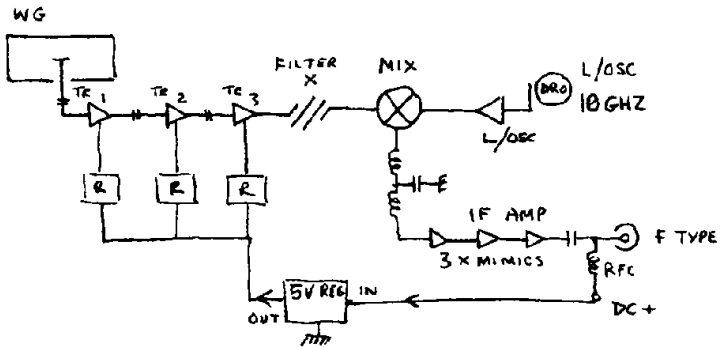 WG
TR 1
TR 2
TR 3
FILTER
X
MIX
L/OSC
DRO
L/OSC
10 GHZ
R
R
R
IF AMP
3 X MIMICS
F TYPE
RFC
DC +
5V REG
IN
OUT
E